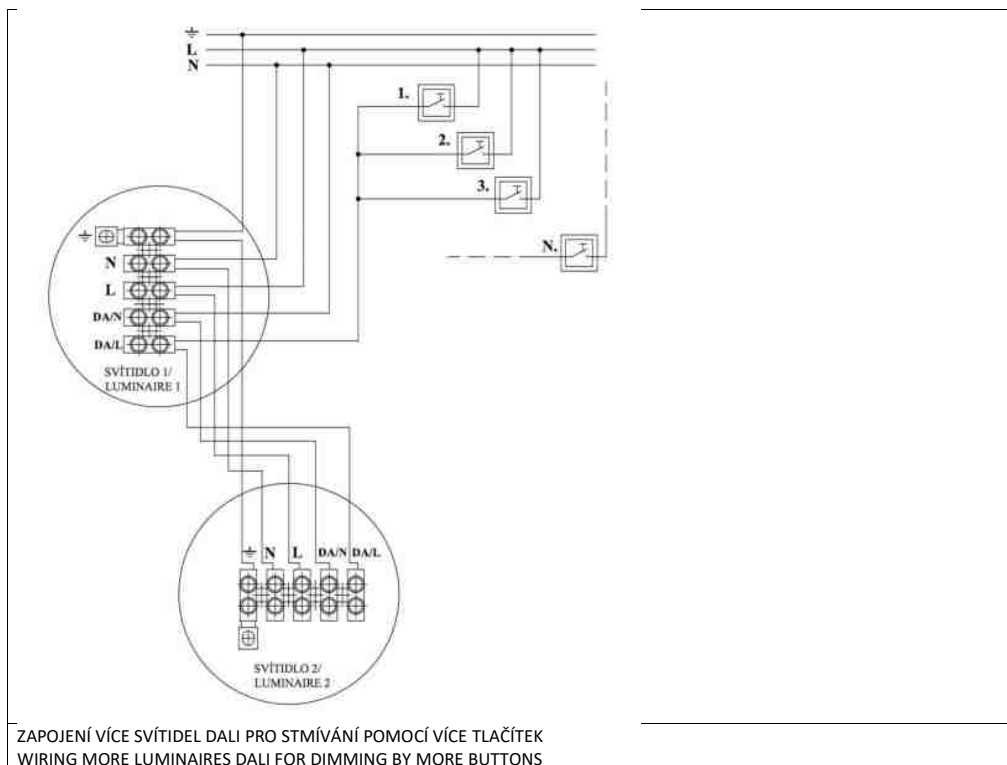 L
N
1.
2.
3.
N.
N
L
DA/N
DA/L
SVÍTIDLO 1/
LUMINAIRE 1
N L DA/N DA/L
SVÍTIDLO 2/
LUMINAIRE 2
ZAPOJENÍ VÍCE SVÍTIDEL DALI PRO STMÍVÁNÍ POMOCÍ VÍCE TLAČÍTEK
WIRING MORE LUMINAIRES DALI FOR DIMMING BY MORE BUTTONS